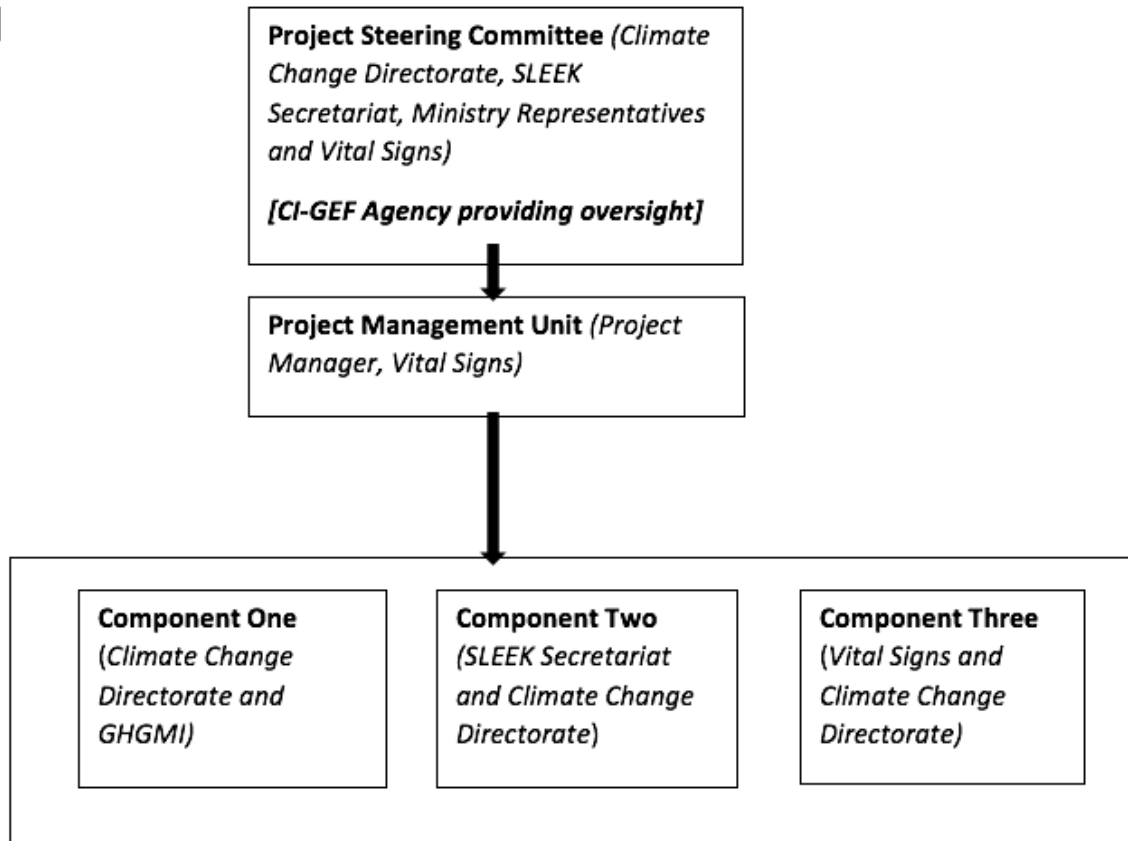 Project Steering Committee (Climate
Change Directorate, SLEEK
Secretariat, Ministry Representatives
and Vital Signs)
[CI-GEF Agency providing oversight]
Project Management Unit (Project
Manager, Vital Signs)
Component One
(Climate Change
Directorate and
GHGMI)
Component Two
(SLEEK Secretariat
and Climate Change
Directorate)
Component Three
(Vital Signs and
Climate Change
Directorate)